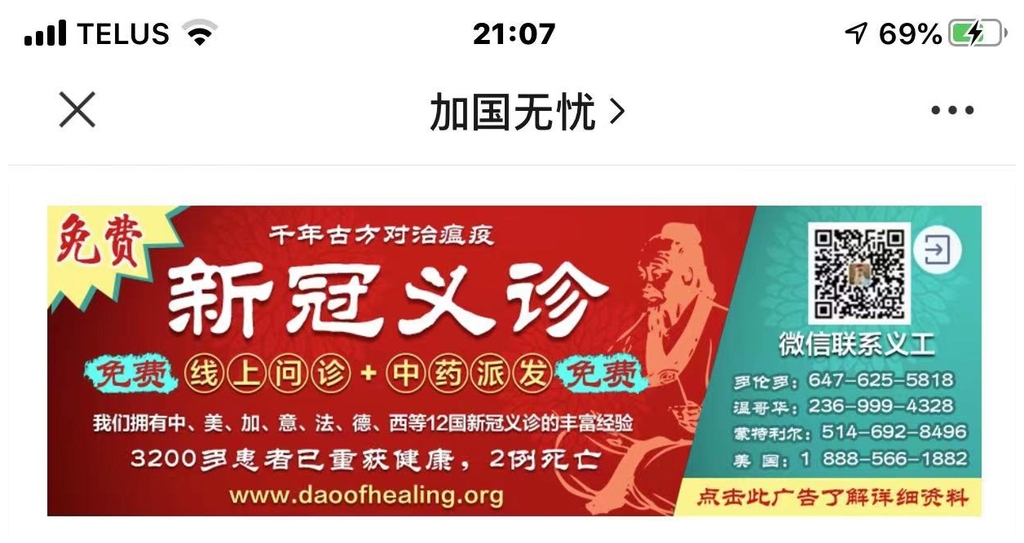 TELUS 21:07 69%
加国无忧
免费
千年古方对治瘟疫
新冠义诊
免费 线上问诊+中药派发 免费
我们拥有中、美、加、意、法、德、西等12国新冠义诊的丰富经验
3200多患者已重获健康，2例死亡
www.daoofhealing.org
微信联系义工
多伦多：647-625-5818
温哥华：236-999-4328
蒙特利尔：514-692-8496
美 国：1 888-566-1882
点击此广告了解详细资料